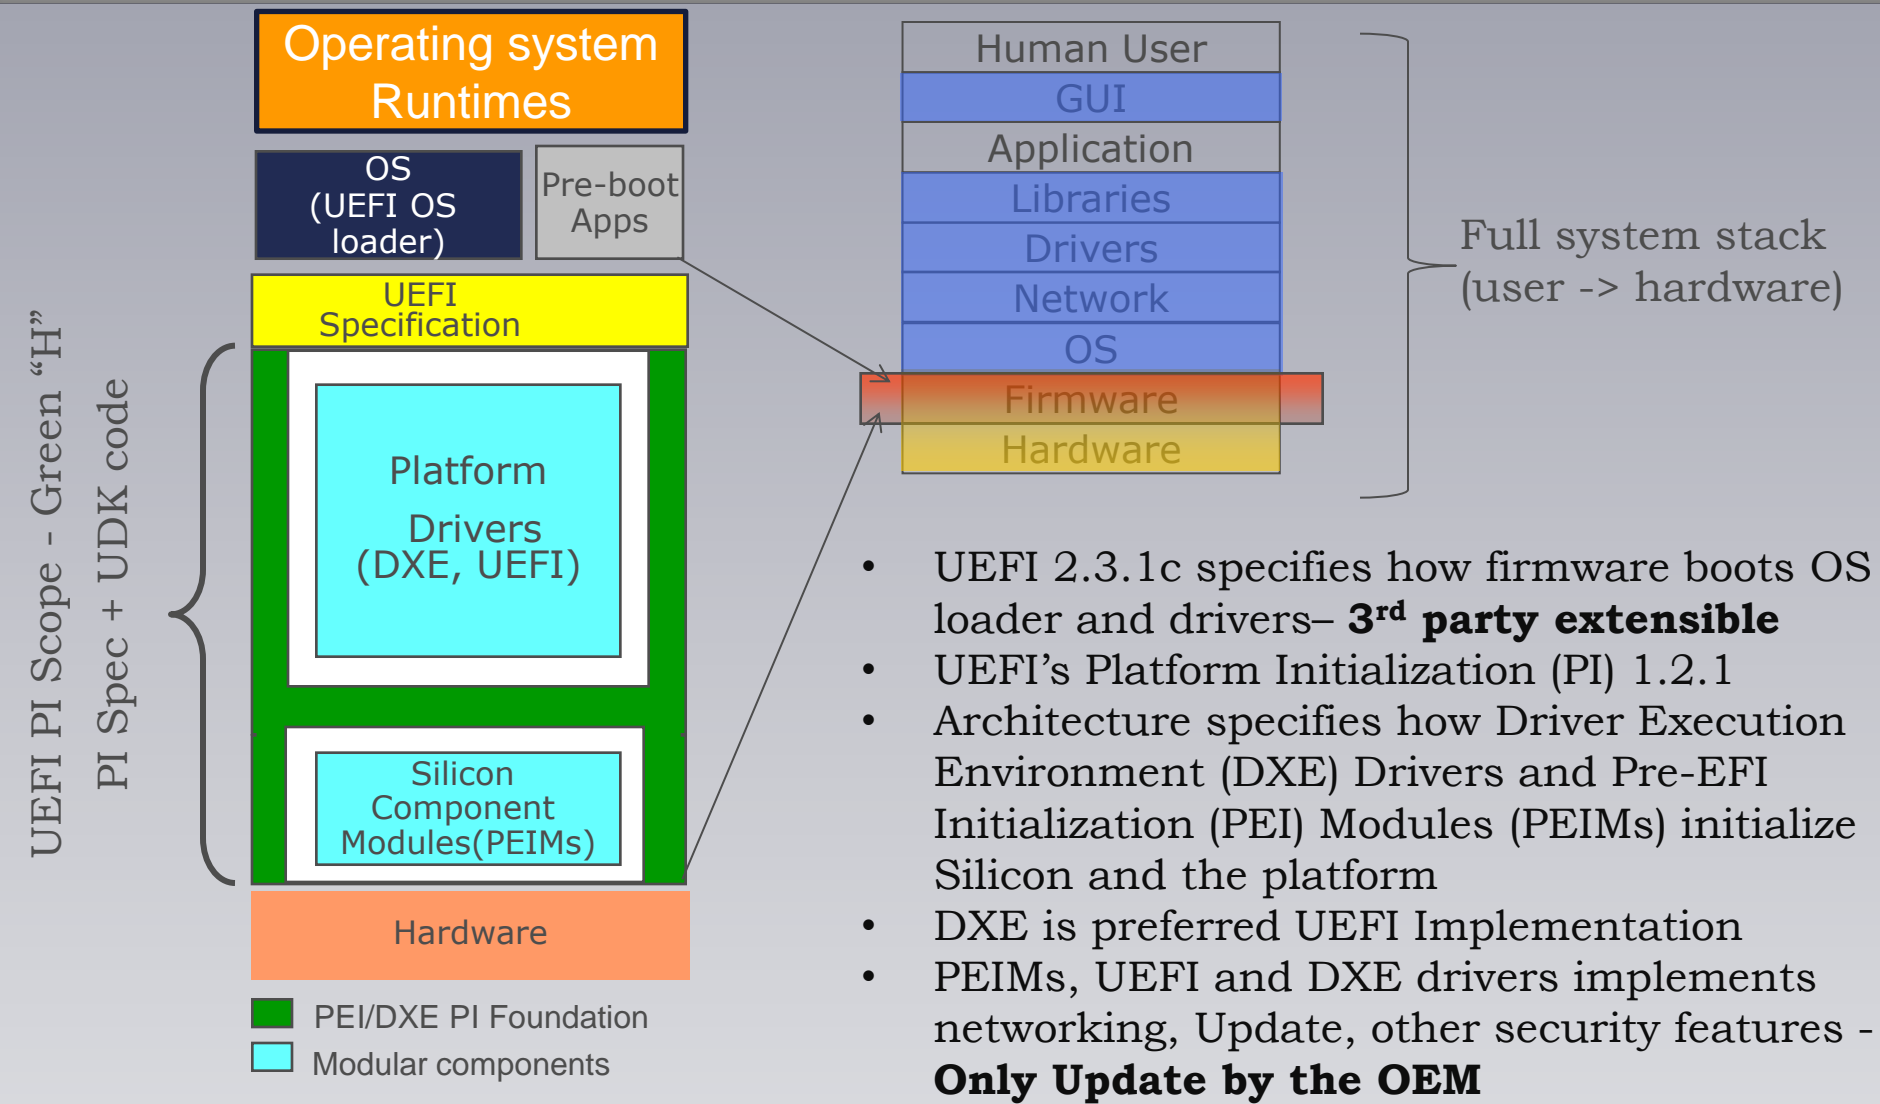 Operating system
Runtimes
OS
(UEFI OS
loader)
Pre-boot
Apps
UEFI
Specification
UEFI PI Scope - Green “H”
PI Spec + UDK code
Platform
Drivers
(DXE, UEFI)
Silicon
Component
Modules(PEIMs)
Hardware
PEI/DXE PI Foundation
Modular components
Human User
GUI
Application
Libraries
Drivers
Network
OS
Firmware
Hardware
Full system stack
(user -> hardware)
• UEFI 2.3.1c specifies how firmware boots OS
loader and drivers– 3rd party extensible
• UEFI’s Platform Initialization (PI) 1.2.1
• Architecture specifies how Driver Execution
Environment (DXE) Drivers and Pre-EFI
Initialization (PEI) Modules (PEIMs) initialize
Silicon and the platform
• DXE is preferred UEFI Implementation
• PEIMs, UEFI and DXE drivers implements
networking, Update, other security features -
Only Update by the OEM